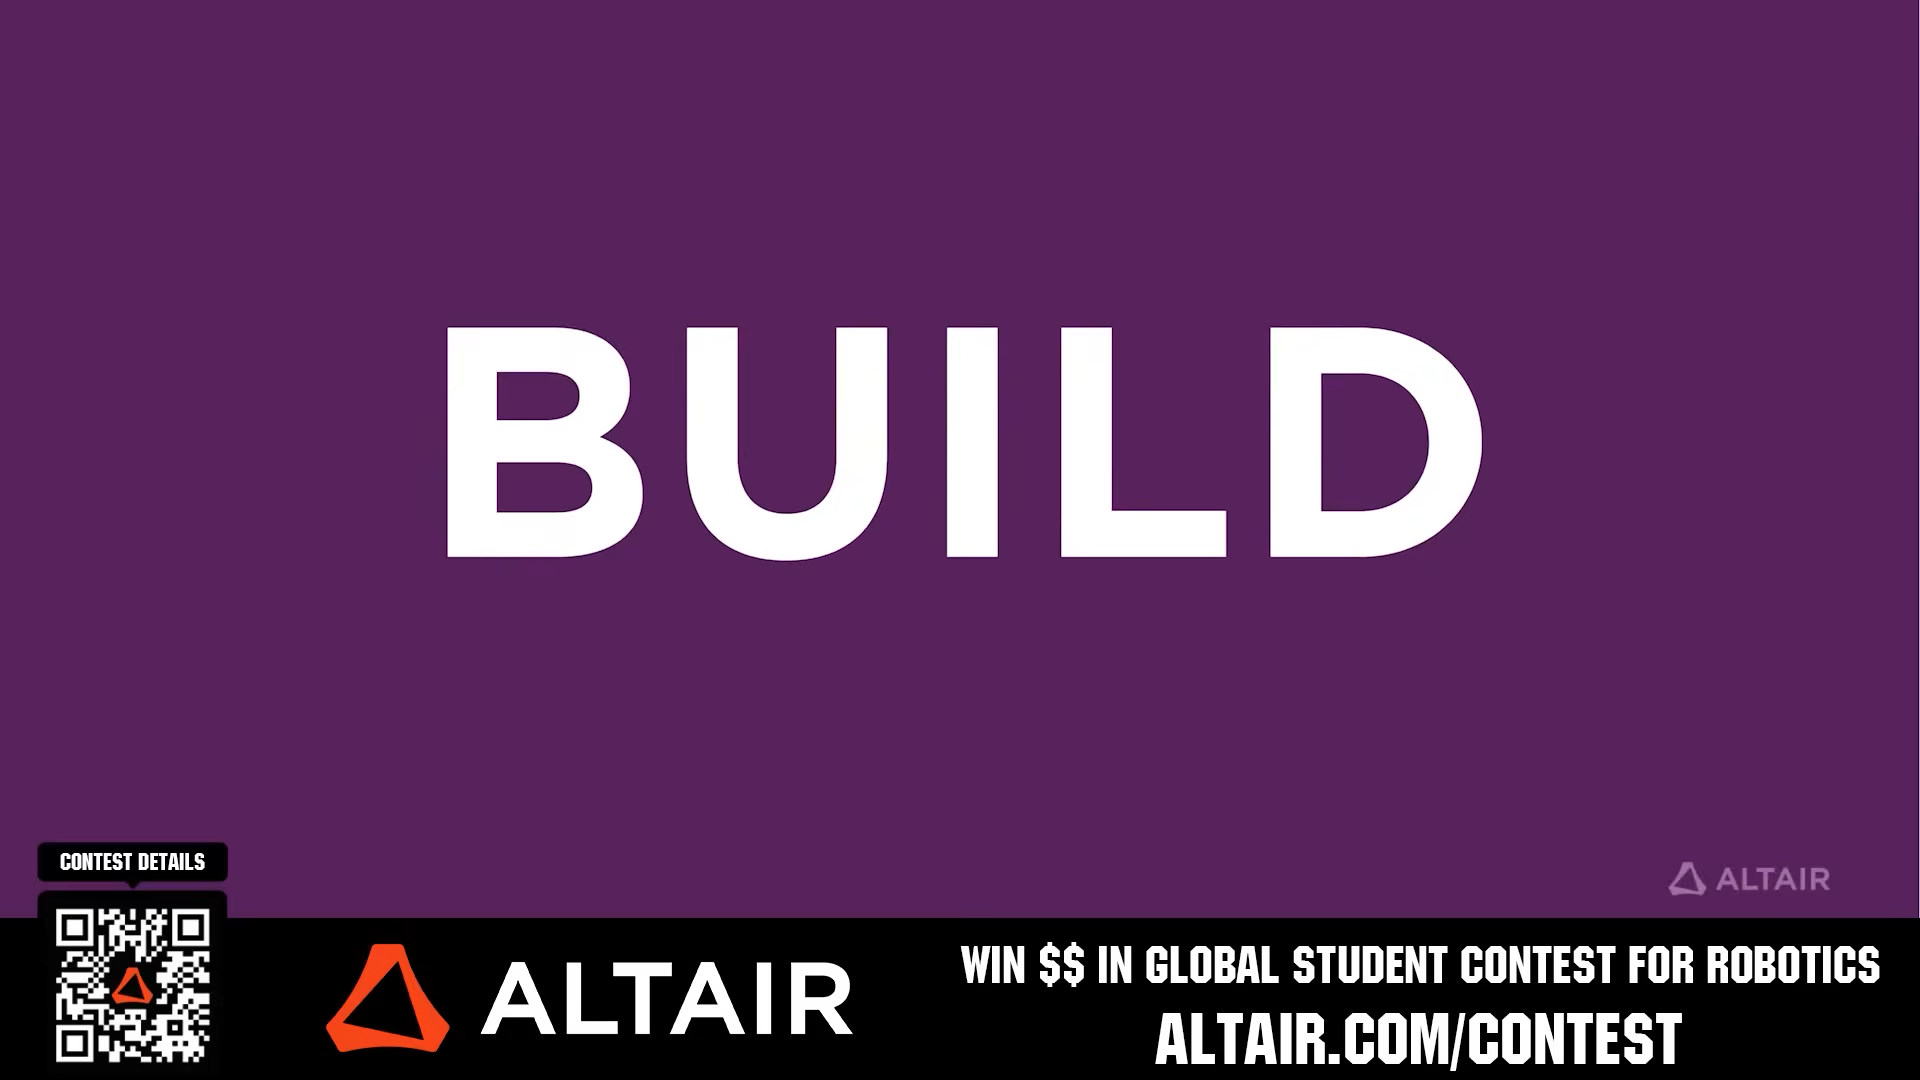 BUILD
CONTEST DETAILS
ALTAIR
ALTAIR
WIN $$ IN GLOBAL STUDENT CONTEST FOR ROBOTICS
ALTAIR.COM/CONTEST